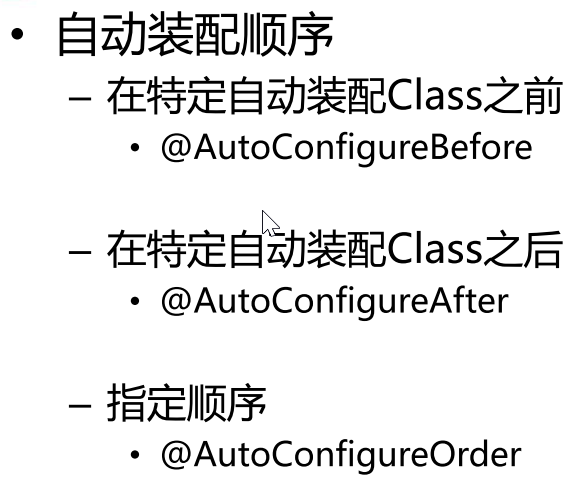 • 自动装配顺序
– 在特定自动装配Class之前
• @AutoConfigureBefore
– 在特定自动装配Class之后
• @AutoConfigureAfter
– 指定顺序
• @AutoConfigureOrder